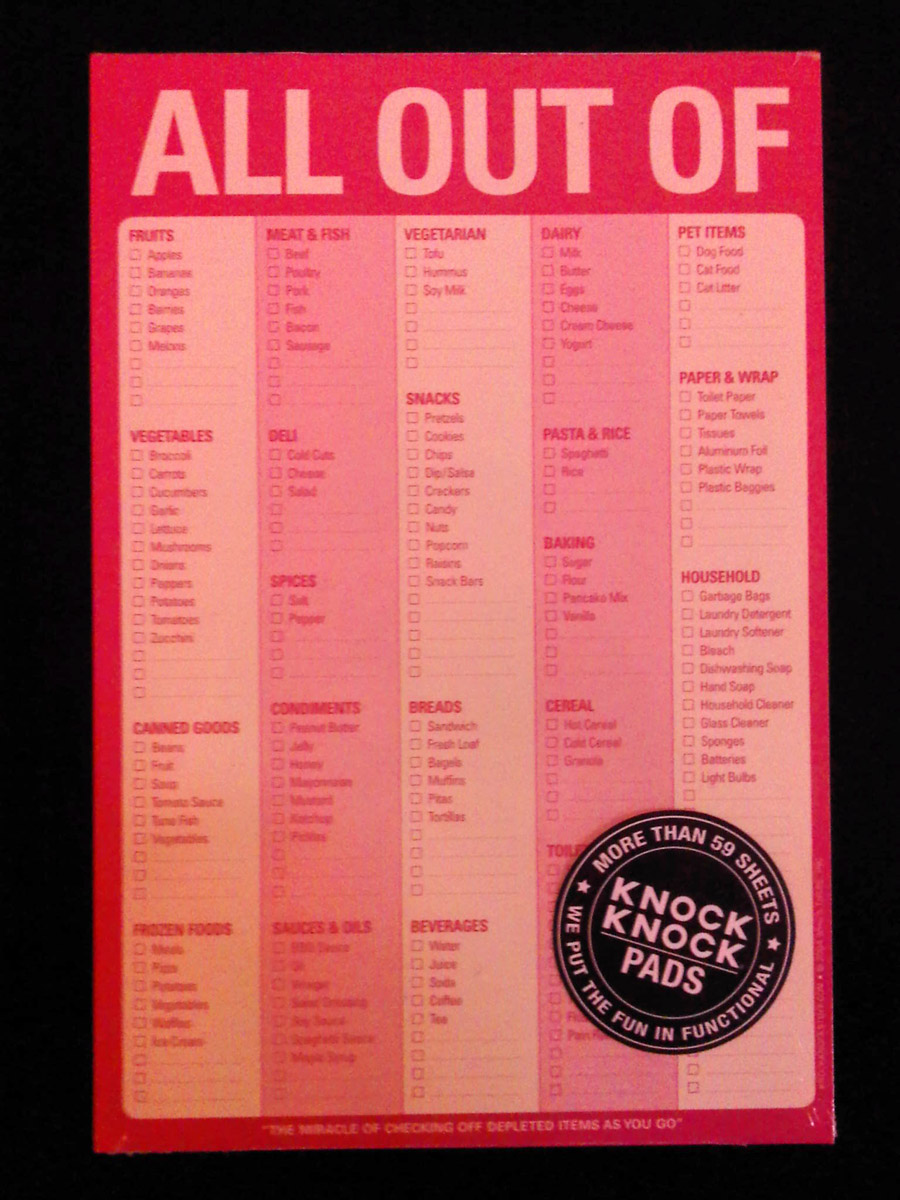 ALL OUT OF
FRUITS
Apples
Bananas
Oranges
Berries
Grapes
Melons
VEGETABLES
Broccoli
Carrots
Cucumbers
Garlic
Lettuce
Mushrooms
Onions
Peppers
Potatoes
Tomatoes
Zucchini
CANNED GOODS
Beans
Fruit
Soup
Tomato Sauce
Tuna Fish
Vegetables
FROZEN FOODS
Meals
Pizza
Potatoes
Vegetables
Waffles
Ice Cream
MEAT & FISH
Beef
Poultry
Pork
Fish
Bacon
Sausage
DELI
Cold Cuts
Cheese
Salad
SPICES
Salt
Pepper
CONDIMENTS
Peanut Butter
Jelly
Honey
Mayonnaise
Mustard
Ketchup
Pickles
SAUCES & OILS
BBQ Sauce
Oil
Vinegar
Salad Dressing
Soy Sauce
Spaghetti Sauce
Maple Syrup
VEGETARIAN
Tofu
Hummus
Soy Milk
SNACKS
Pretzels
Cookies
Chips
Dip/Salsa
Crackers
Candy
Nuts
Popcorn
Raisins
Snack Bars
BREADS
Sandwich
Fresh Loaf
Bagels
Muffins
Pitas
Tortillas
BEVERAGES
Water
Juice
Soda
Coffee
Tea
DAIRY
Milk
Butter
Eggs
Cheese
Cream Cheese
Yogurt
PASTA & RICE
Spaghetti
Rice
BAKING
Sugar
Flour
Pancake Mix
Vanilla
CEREAL
Hot Cereal
Cold Cereal
Granola
PET ITEMS
Dog Food
Cat Food
Cat Litter
PAPER & WRAP
Toilet Paper
Paper Towels
Tissues
Aluminum Foil
Plastic Wrap
Plastic Baggies
HOUSEHOLD
Garbage Bags
Laundry Detergent
Laundry Softener
Bleach
Dishwashing Soap
Hand Soap
Household Cleaner
Glass Cleaner
Sponges
Batteries
Light Bulbs
MORE THAN 59 SHEETS
KNOCK
KNOCK
PADS
WE PUT THE FUN IN FUNCTIONAL
"THE MIRACLE OF CHECKING OFF DEPLETED ITEMS AS YOU GO"